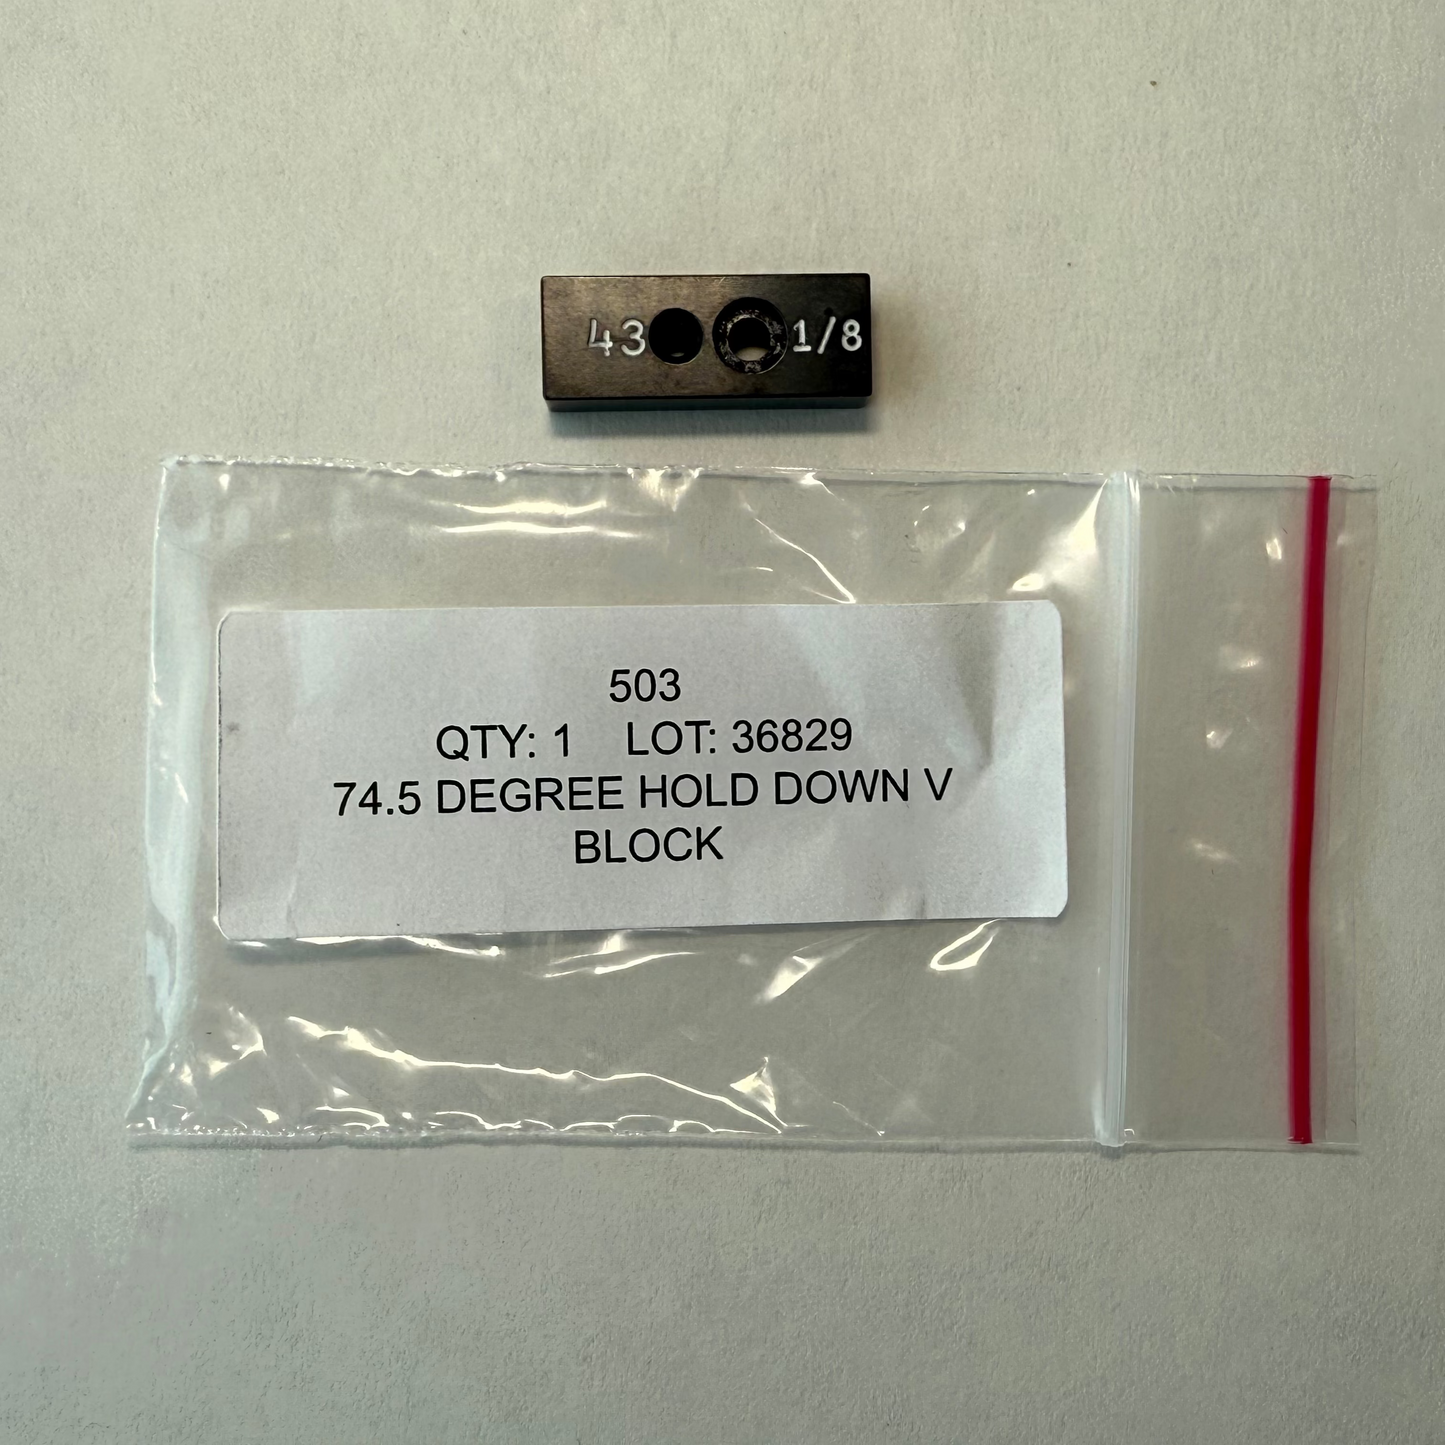 43 1/8
503
QTY: 1 LOT: 36829
74.5 DEGREE HOLD DOWN V
BLOCK